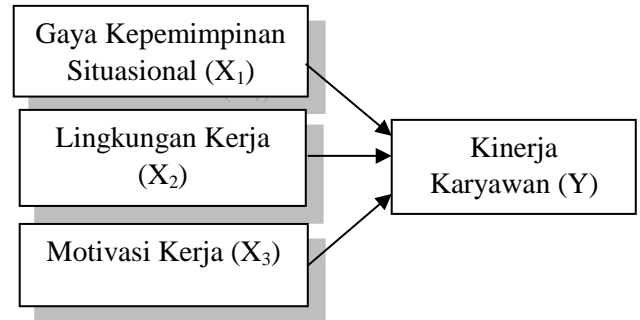 Gaya Kepemimpinan
Situasional (X₁)
Lingkungan Kerja
(X₂)
Motivasi Kerja (X₃)
Kinerja
Karyawan (Y)